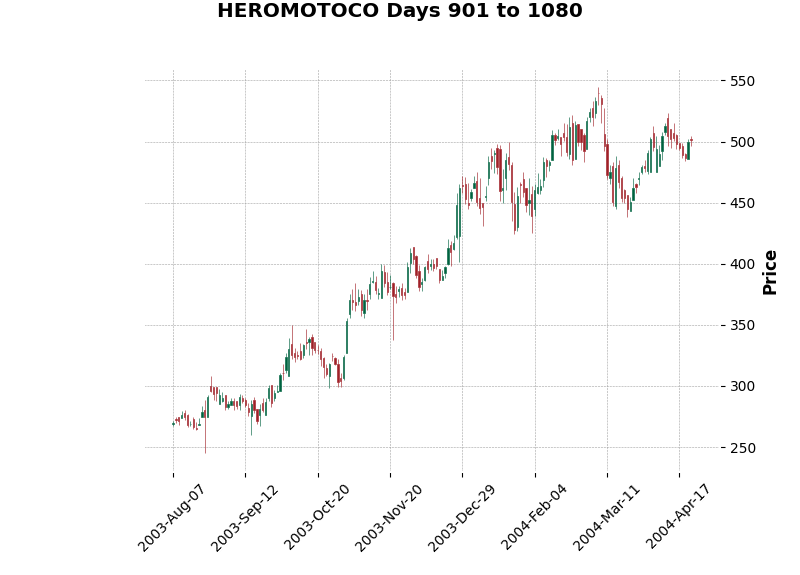 HEROMOTOCO Days 901 to 1080
550
500
450
400
350
300
250
Price
2003-Aug-07
2003-Sep-12
2003-Oct-20
2003-Nov-20
2003-Dec-29
2004-Feb-04
2004-Mar-11
2004-Apr-17